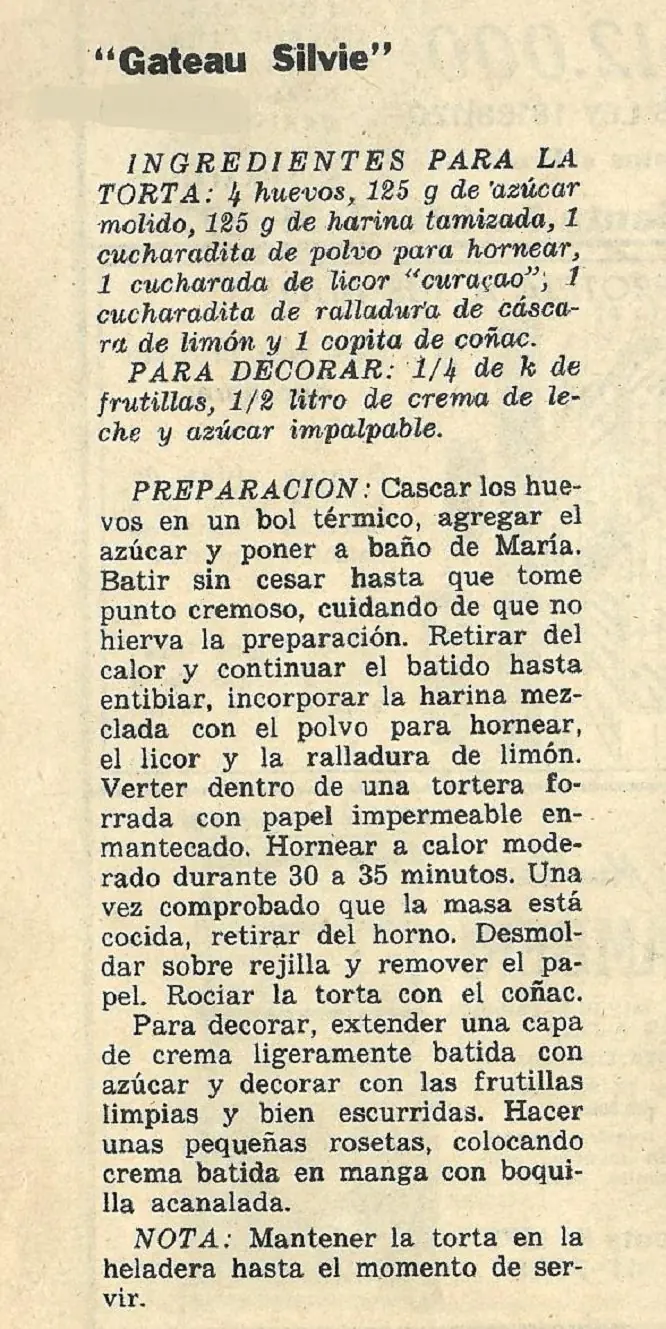 "Gateau Silvie"
INGREDIENTES PARA LA
TORTA: 4 huevos, 125 g de azúcar
molido, 125 g de harina tamizada, 1
cucharadita de polvo para hornear,
1 cucharada de licor "curaçao", 1
cucharadita de ralladura de cásca-
ra de limón y 1 copita de coñac.
PARA DECORAR: 1/4 de k de
frutillas, 1/2 litro de crema de le-
che y azúcar impalpable.
PREPARACION: Cascar los hue-
vos en un bol térmico, agregar el
azúcar y poner a baño de María.
Batir sin cesar hasta que tome
punto cremoso, cuidando de que no
hierva la preparación. Retirar del
calor y continuar el batido hasta
entibiar, incorporar la harina mez-
clada con el polvo para hornear,
el licor y la ralladura de limón.
Verter dentro de una tortera fo-
rrada con papel impermeable en-
mantecado. Hornear a calor mode-
rado durante 30 a 35 minutos. Una
vez comprobado que la masa está
cocida, retirar del horno. Desmol-
dar sobre rejilla y remover el pa-
pel. Rociar la torta con el coñac.
Para decorar, extender una capa
de crema ligeramente batida con
azúcar y decorar con las frutillas
limpias y bien escurridas. Hacer
unas pequeñas rosetas, colocando
crema batida en manga con boqui-
lla acanalada.
NOTA: Mantener la torta en la
heladera hasta el momento de ser-
vir.